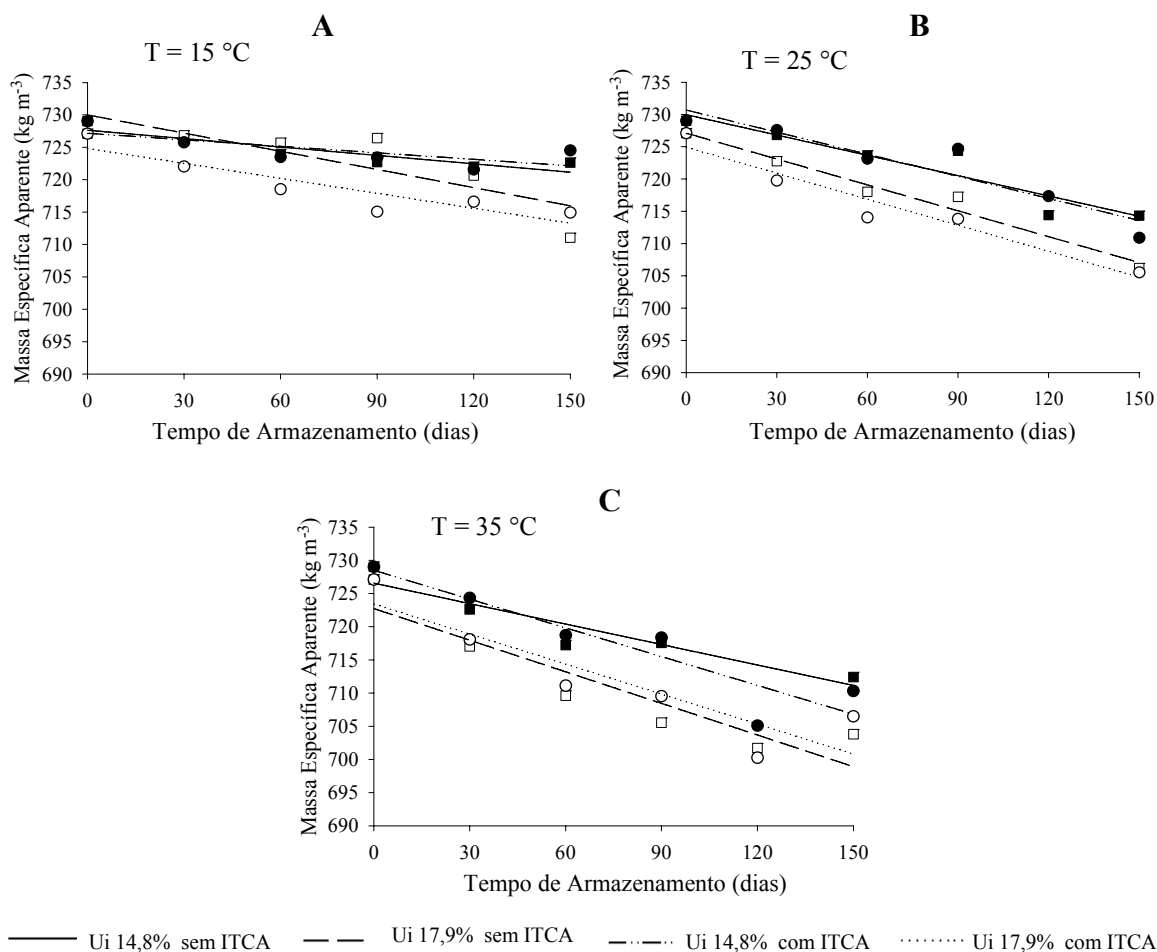 A
T = 15 °C
Massa Específica Aparente (kg m-3)
735
730
725
720
715
710
705
700
695
690
0 30 60 90 120 150
Tempo de Armazenamento (dias)
B
T = 25 °C
Massa Específica Aparente (kg m-3)
735
730
725
720
715
710
705
700
695
690
0 30 60 90 120 150
Tempo de Armazenamento (dias)
C
T = 35 °C
Massa Específica Aparente (kg m-3)
735
730
725
720
715
710
705
700
695
690
0 30 60 90 120 150
Tempo de Armazenamento (dias)
Ui 14,8% sem ITCA Ui 17,9% sem ITCA Ui 14,8% com ITCA Ui 17,9% com ITCA